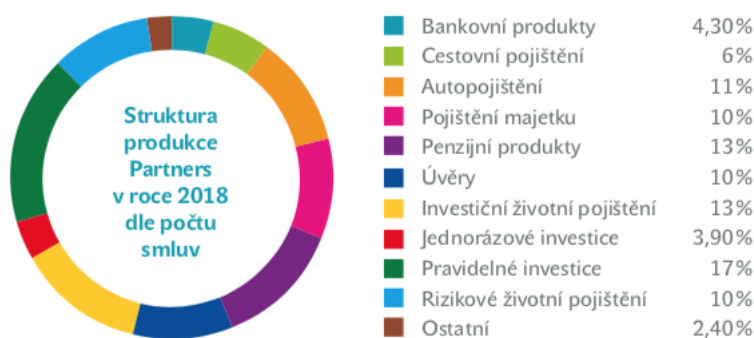 Struktura
produkce
Partners
v roce 2018
dle počtu
smluv
Bankovní produkty 4,30%
Cestovní pojištění 6%
Autopojištění 11%
Pojištění majetku 10%
Penzijní produkty 13%
Úvěry 10%
Investiční životní pojištění 13%
Jednorázové investice 3,90%
Pravidelné investice 17%
Rizikové životní pojištění 10%
Ostatní 2,40%